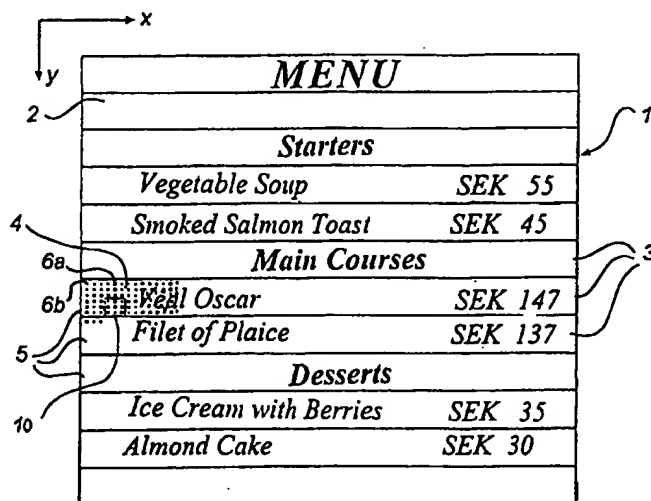 x
y
MENU
2
1
Starters
Vegetable Soup SEK 55
Smoked Salmon Toast SEK 45
4
Main Courses
3
6a
6b
Veal Oscar SEK 147
Filet of Plaice SEK 137
5
Desserts
10
Ice Cream with Berries SEK 35
Almond Cake SEK 30